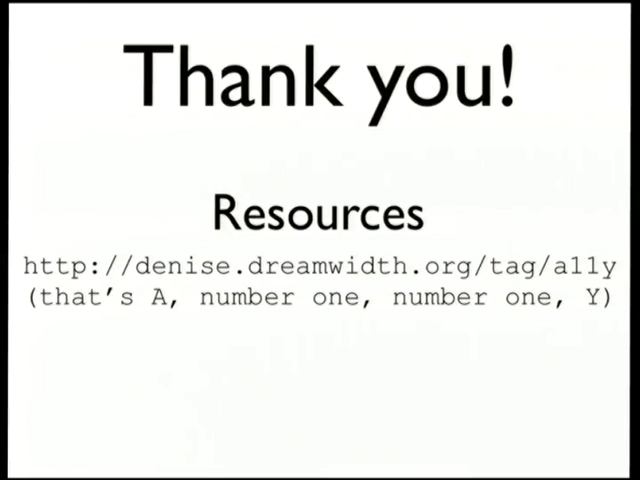 Thank you!
Resources
http://denise.dreamwidth.org/tag/a11y
(that's A, number one, number one, Y)